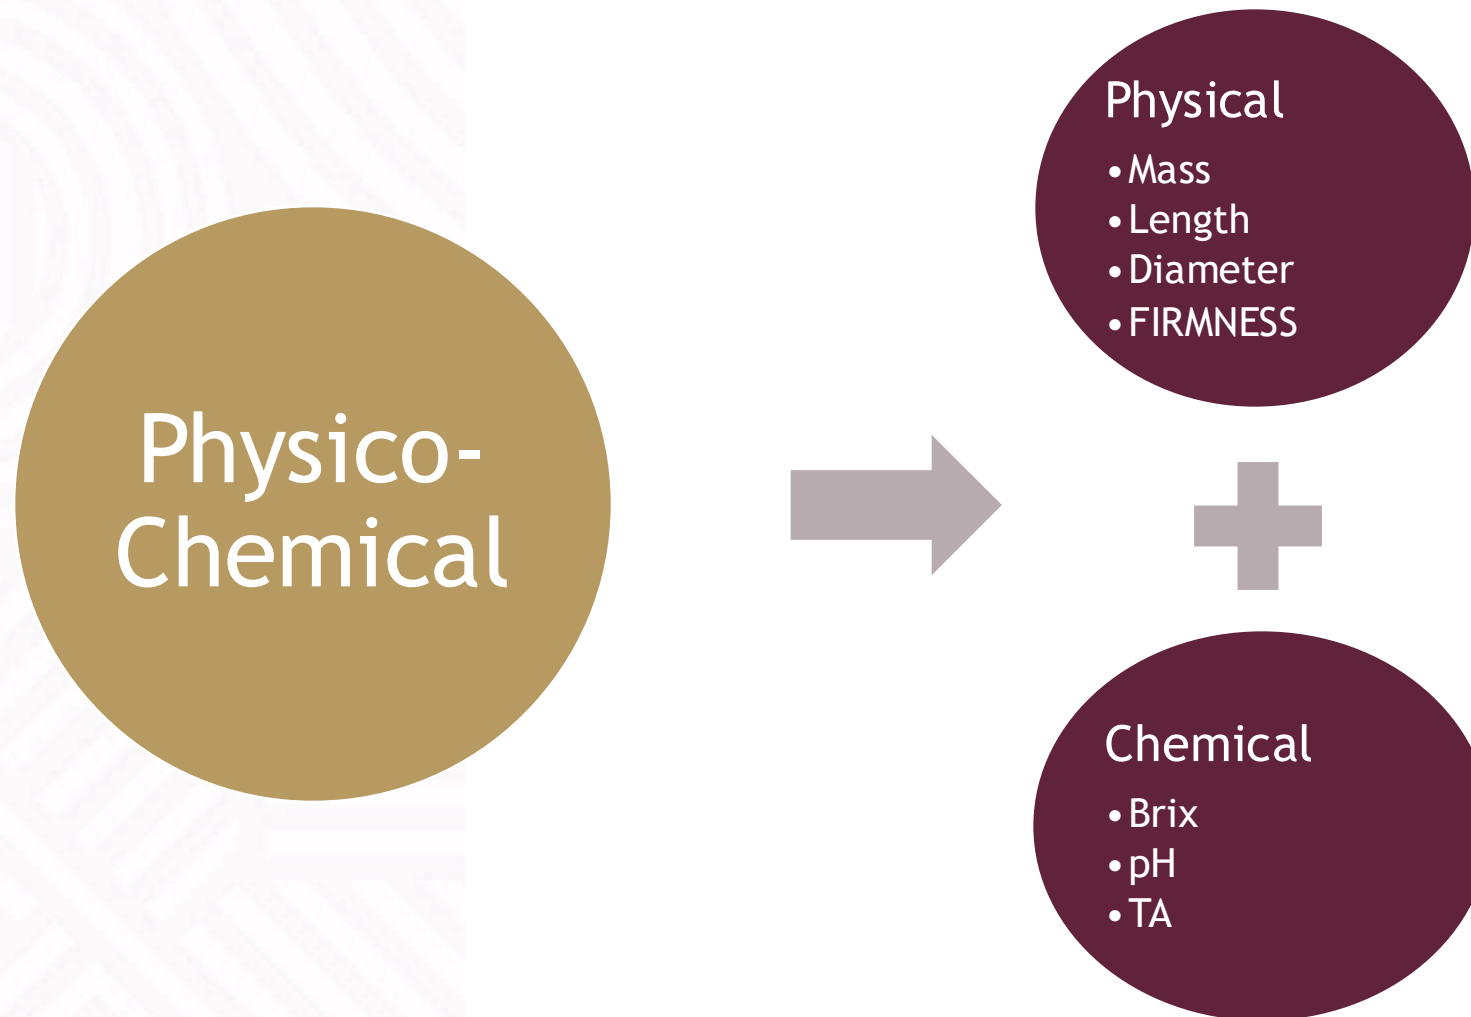 Physico-
Chemical
Physical
•Mass
•Length
•Diameter
•FIRMNESS
Chemical
•Brix
•pH
•TA